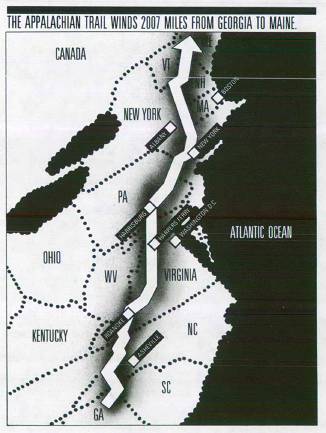 THE APPALACHIAN TRAIL WINDS 2007 MILES FROM GEORGIA TO MAINE.
CANADA
VT
NH
MA
BOSTON
NEW YORK
ALBANY
NEW YORK
PA
HARRISBURG
HARPERS FERRY
WASHINGTON D.C.
ATLANTIC OCEAN
OHIO
WV
VIRGINIA
KENTUCKY
ROANOKE
NC
ASHEVILLE
SC
GA